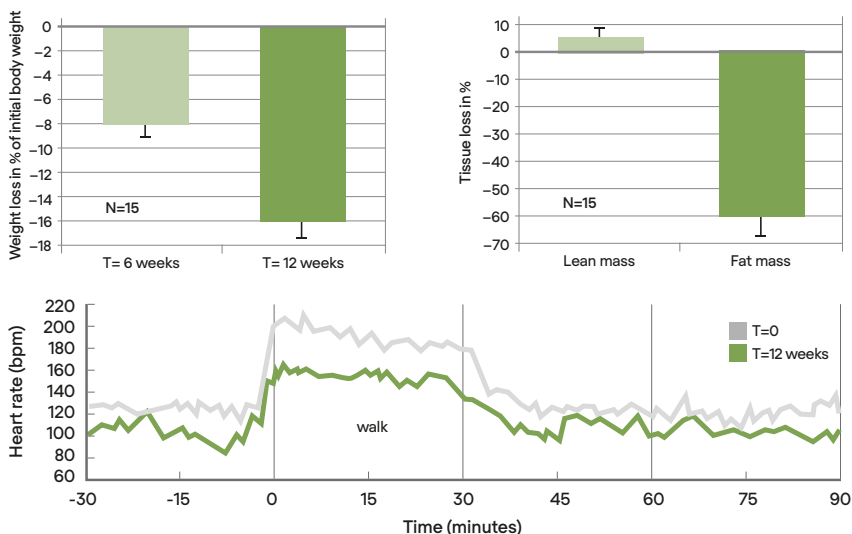 Weight loss in % of initial body weight
0
−2
−4
−6
−8
−10
−12
−14
−16
−18
N=15
T= 6 weeks
T= 12 weeks
Tissue loss in %
10
0
−10
−20
−30
−40
−50
−60
−70
N=15
Lean mass
Fat mass
Heart rate (bpm)
220
200
180
160
140
120
100
80
60
T=0
T=12 weeks
walk
-30
-15
0
15
30
45
60
75
90
Time (minutes)